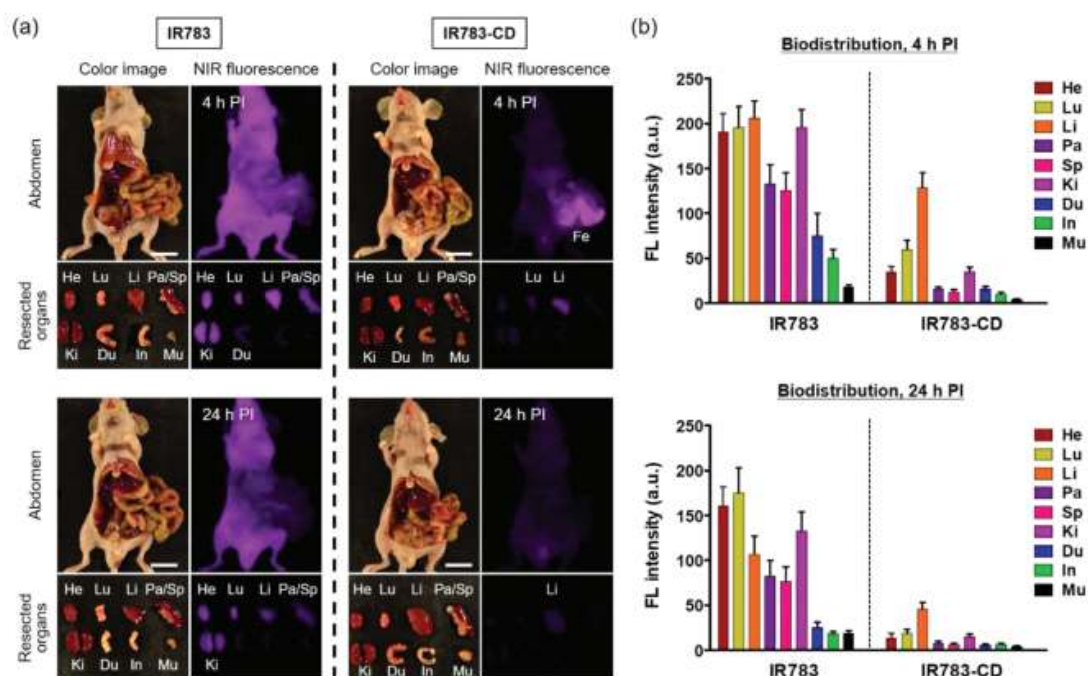 (a)
IR783
IR783-CD
Color image
NIR fluorescence
Color image
NIR fluorescence
Abdomen
4 h PI
4 h PI
Fe
Resected organs
He Lu Li Pa/Sp
Ki Du In Mu
He Lu Li Pa/Sp
Ki Du
He Lu Li Pa/Sp
Ki Du In Mu
Lu Li
Abdomen
24 h PI
24 h PI
Resected organs
He Lu Li Pa/Sp
Ki Du In Mu
He Lu Li Pa/Sp
Ki
He Lu Li Pa/Sp
Ki Du In Mu
Li
(b)
Biodistribution, 4 h PI
FL intensity (a.u.)
250
200
150
100
50
0
IR783
IR783-CD
He
Lu
Li
Pa
Sp
Ki
Du
In
Mu
Biodistribution, 24 h PI
FL intensity (a.u.)
250
200
150
100
50
0
IR783
IR783-CD
He
Lu
Li
Pa
Sp
Ki
Du
In
Mu